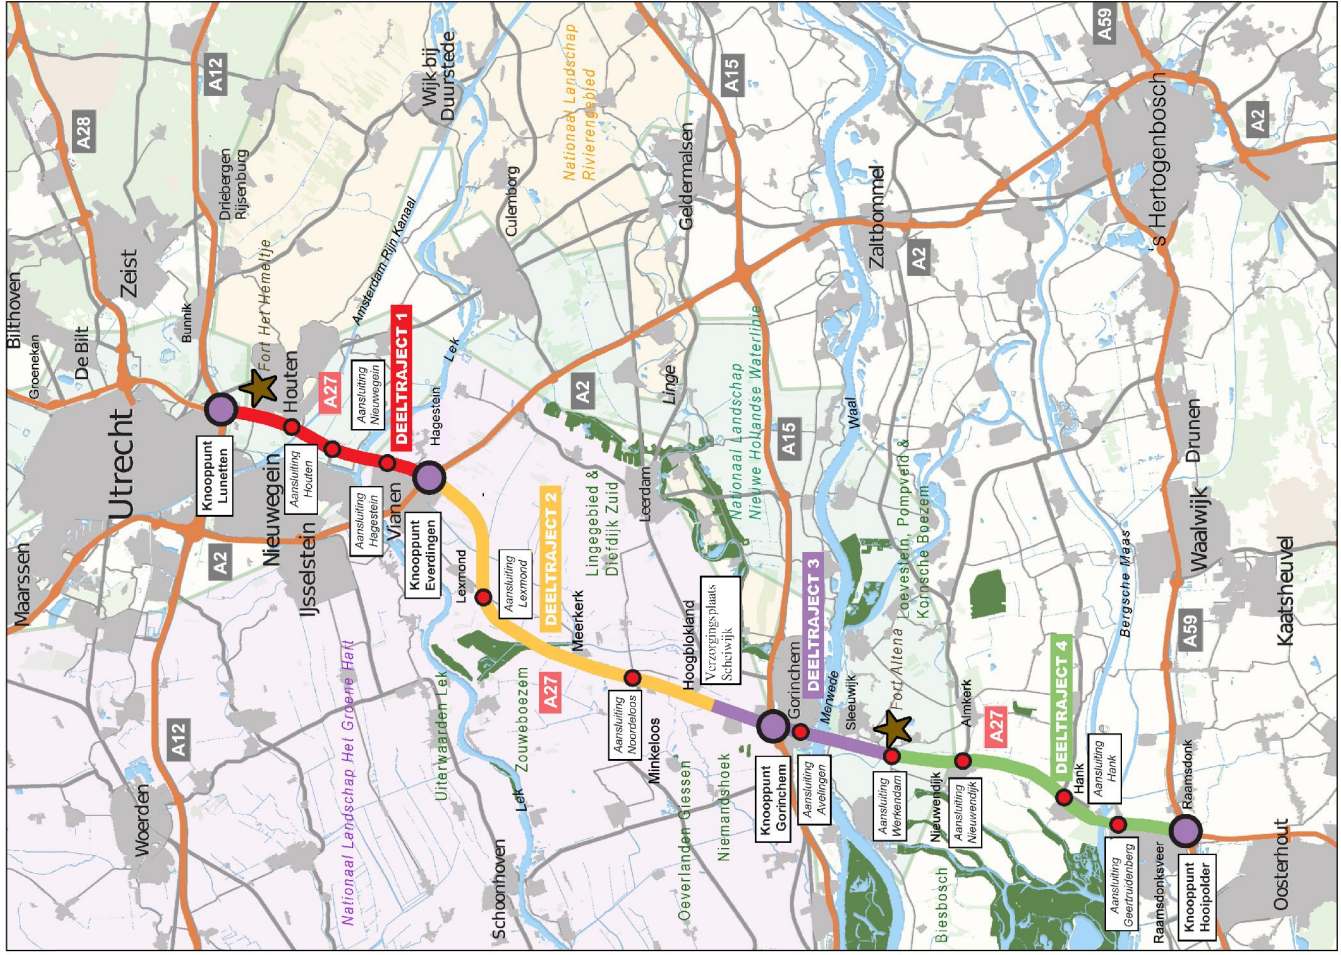 Maarssen
Bilthoven
Groenekan
De Bilt
A28
Utrecht
Zeist
Woerden
A12
Bunnik
A2
Knooppunt
Lunetten
A12
Driebergen
Rijsenburg
Fort Het Hemeltje
Nieuwegein
Houten
Aansluiting
Houten
IJsselstein
A27
Nationaal Landschap Het Groene Hart
Aansluiting
Nieuwegein
Aansluiting
Hagestein
Vianen
DEELTRAJECT 1
Amsterdam-Rijn Kanaal
Knooppunt
Everdingen
Hagestein
Wijk bij
Duurstede
Uiterwaarden Lek
Lek
Lexmond
Schoonhoven
Aansluiting
Lexmond
Culemborg
Lek
Zouweboezem
A27
DEELTRAJECT 2
Meerkerk
A2
Nationaal Landschap
Rivierengebied
Lingegebied &
Diefdijk Zuid
Aansluiting
Noordeloos
Minkeloos
Leerdam
Linge
Geldermalsen
Oeverlanden Giessen
Hoogblokland
Verzorgingsplaats
Scheiwijk
Niemandshoek
A15
Nationaal Landschap
Nieuwe Hollandse Waterlinie
Knooppunt
Gorinchem
Gorinchem
A15
Aansluiting
Avelingen
DEELTRAJECT 3
Merwede
Sleeuwijk
Waal
Zaltbommel
Aansluiting
Werkendam
Fort Altena
Loevestein, Pompveld &
Kornsche Boezem
A2
Biesbosch
Nieuwendijk
Aansluiting
Nieuwendijk
Almkerk
A27
DEELTRAJECT 4
Hank
Aansluiting
Hank
A59
Aansluiting
Geertruidenberg
Bergsche Maas
Raamsdonksveer
's Hertogenbosch
Knooppunt
Hooipolder
Raamsdonk
A59
Waalwijk
Drunen
A2
Oosterhout
Kaatsheuvel